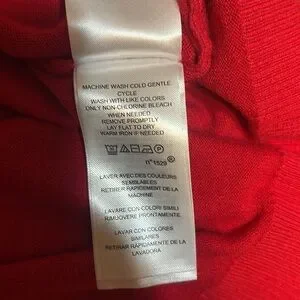 MACHINE WASH COLD GENTLE
CYCLE
WASH WITH LIKE COLORS
ONLY NON-CHLORINE BLEACH
WHEN NEEDED
REMOVE PROMPTLY
LAY FLAT TO DRY
WARM IRON IF NEEDED
n°1529®
LAVER AVEC DES COULEURS
SEMBLABLES
RETIRER RAPIDEMENT DE LA
MACHINE
LAVARE CON COLORI SIMILI
RIMUOVERE PRONTAMENTE.
LAVAR CON COLORES
SIMILARES
RETIRAR RÁPIDAMENTE DE LA
LAVADORA